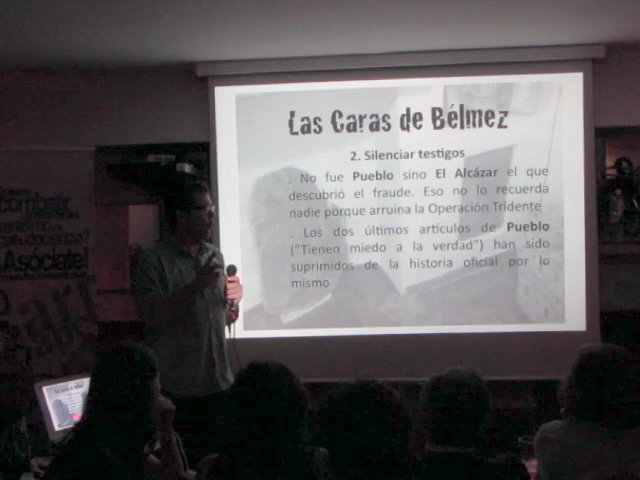 combatir
Asóciate!
Las Caras de Bélmez
2. Silenciar testigos
. No fue Pueblo sino El Alcázar el que
descubrió el fraude. Eso no lo recuerda
nadie porque arruina la Operación Tridente
. Los dos últimos artículos de Pueblo
("Tienen miedo a la verdad") han sido
suprimidos de la historia oficial por lo
mismo